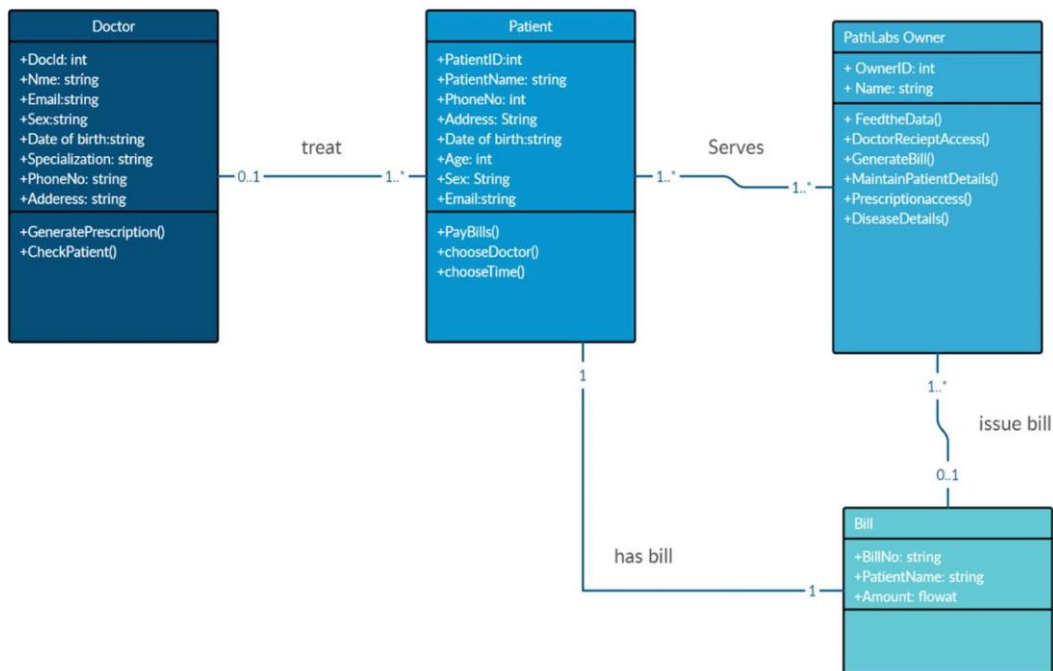 Doctor
+DocId: int
+Nme: string
+Email:string
+Sex:string
+Date of birth:string
+Specialization: string
+PhoneNo: string
+Adderess: string
+GeneratePrescription()
+CheckPatient()
treat
0..1
1..*
Patient
+PatientID:int
+PatientName: string
+PhoneNo: int
+Address: String
+Date of birth:string
+Age: int
+Sex: String
+Email:string
+PayBills()
+chooseDoctor()
+chooseTime()
Serves
1..*
1..*
PathLabs Owner
+ OwnerID: int
+ Name: string
+ FeedtheData()
+DoctorRecieptAccess()
+GenerateBill()
+MaintainPatientDetails()
+Prescriptionaccess()
+DiseaseDetails()
1
has bill
1
1..*
issue bill
0..1
Bill
+BillNo: string
+PatientName: string
+Amount: flowat